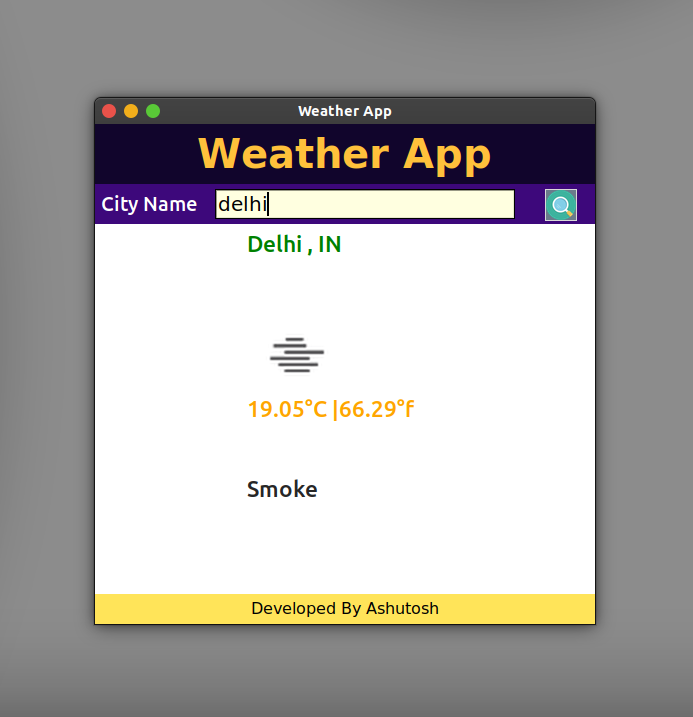 Weather App
Weather App
City Name delhi
Delhi , IN
19.05°C |66.29°f
Smoke
Developed By Ashutosh